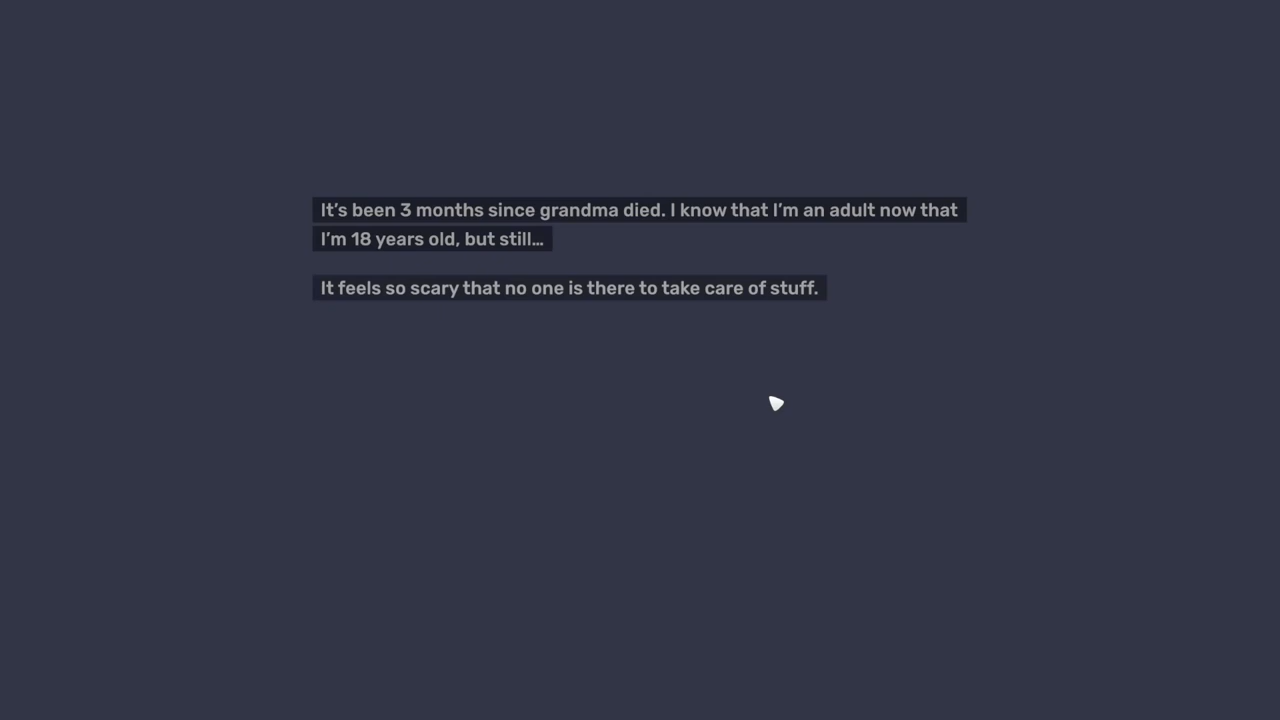 It’s been 3 months since grandma died. I know that I’m an adult now that
I’m 18 years old, but still…
It feels so scary that no one is there to take care of stuff.